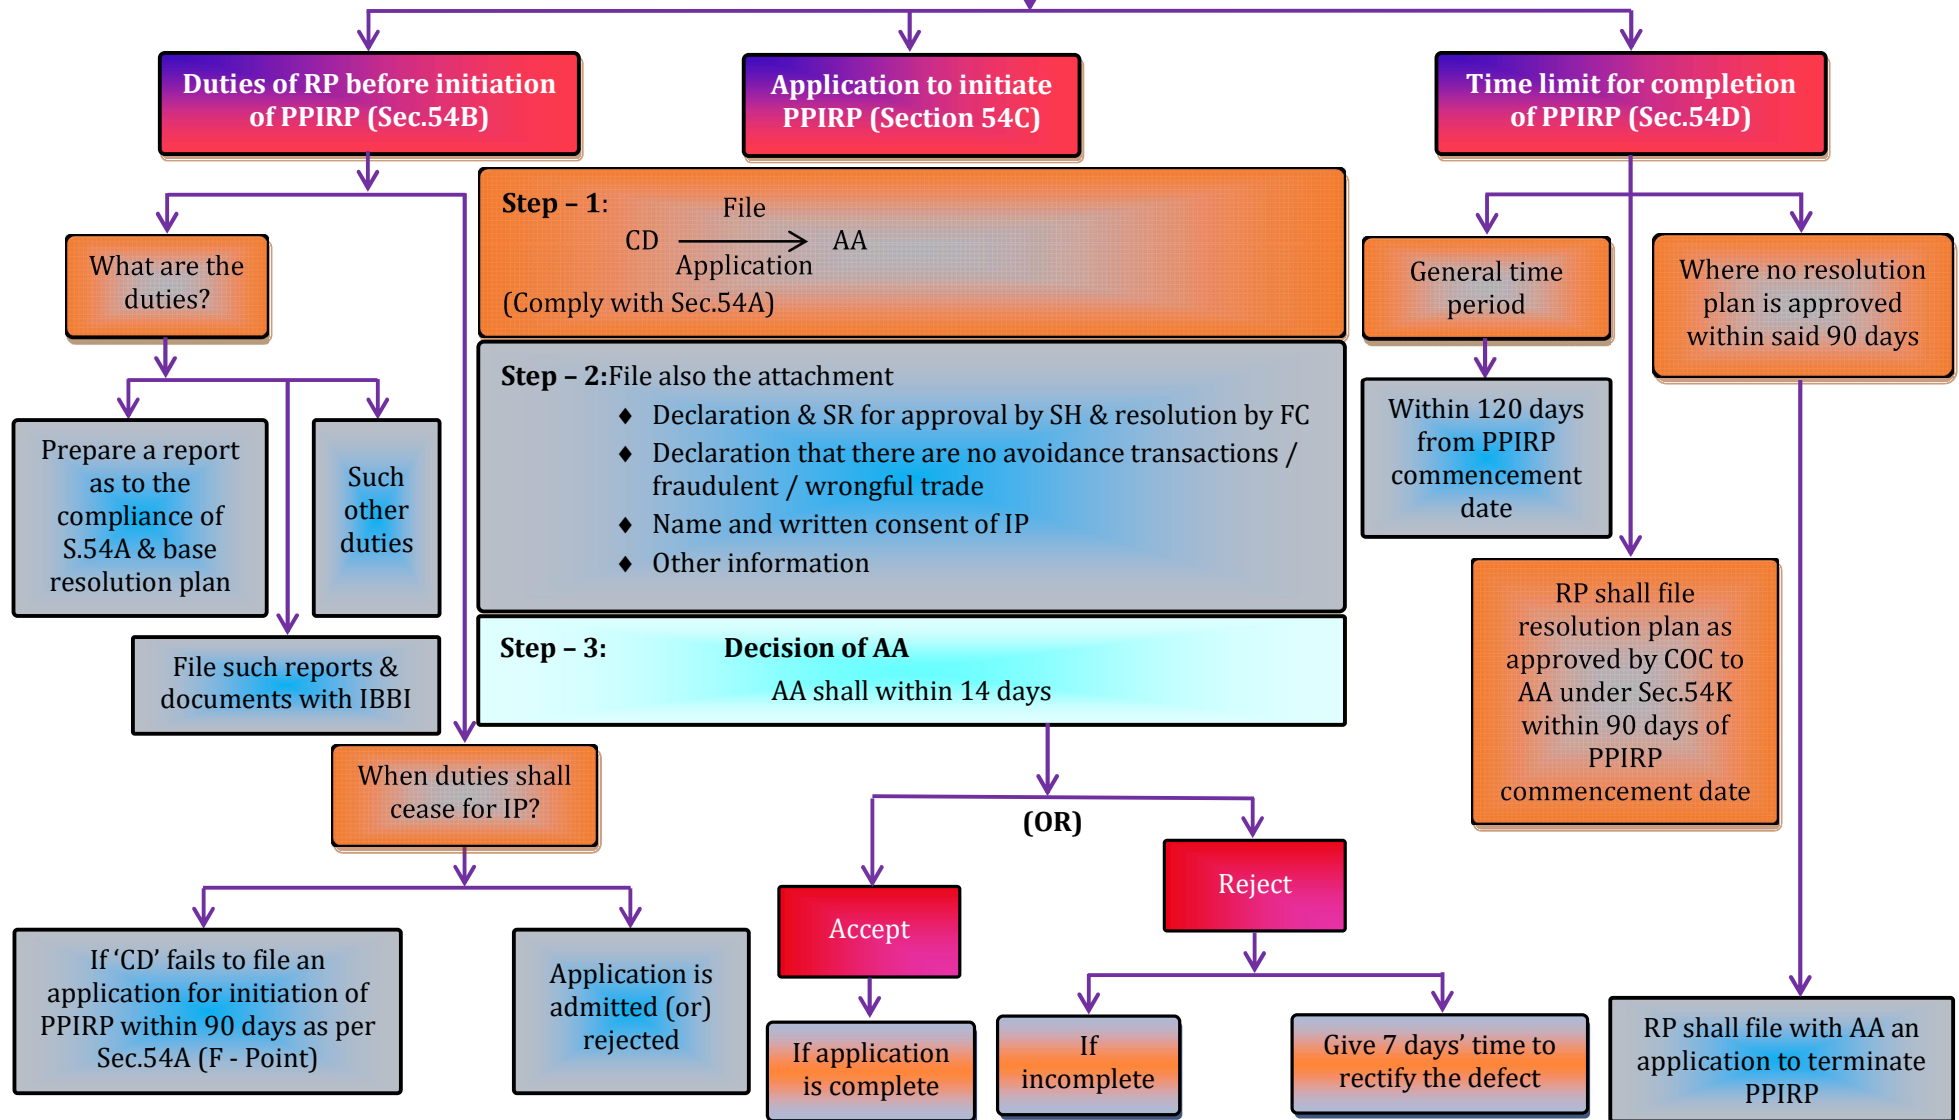 Duties of RP before initiation
of PPIRP (Sec.54B)
Application to initiate
PPIRP (Section 54C)
Time limit for completion
of PPIRP (Sec.54D)
What are the
duties?
Prepare a report
as to the
compliance of
S.54A & base
resolution plan
Such
other
duties
File such reports &
documents with IBBI
When duties shall
cease for IP?
If ‘CD’ fails to file an
application for initiation of
PPIRP within 90 days as per
Sec.54A (F - Point)
Application is
admitted (or)
rejected
Step – 1:
File
CD AA
Application
(Comply with Sec.54A)
Step – 2:File also the attachment
♦ Declaration & SR for approval by SH & resolution by FC
♦ Declaration that there are no avoidance transactions /
fraudulent / wrongful trade
♦ Name and written consent of IP
♦ Other information
Step – 3: Decision of AA
AA shall within 14 days
(OR)
Accept
Reject
If application
is complete
If
incomplete
Give 7 days’ time to
rectify the defect
General time
period
Within 120 days
from PPIRP
commencement
date
RP shall file
resolution plan as
approved by COC to
AA under Sec.54K
within 90 days of
PPIRP
commencement date
Where no resolution
plan is approved
within said 90 days
RP shall file with AA an
application to terminate
PPIRP